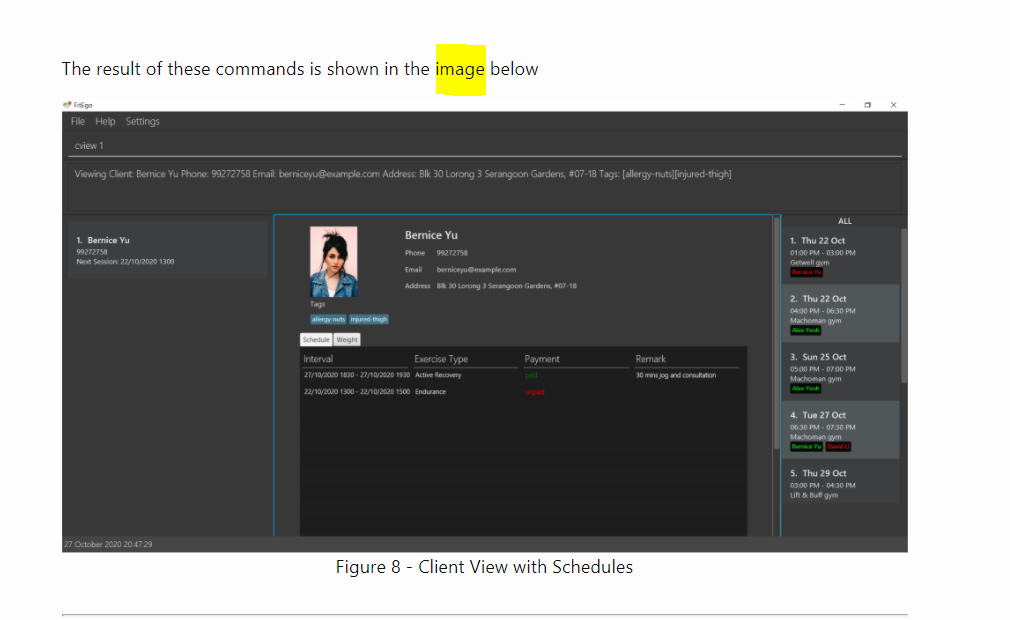 The result of these commands is shown in the image below
FitEgo
File Help Settings
cview 1
Viewing Client: Bernice Yu Phone: 99272758 Email: berniceyu@example.com Address: Blk 30 Lorong 3 Serangoon Gardens, #07-18 Tags: [allergy-nuts][injured-thigh]
1. Bernice Yu
99272758
Next Session: 22/10/2020 1300
Bernice Yu
Phone 99272758
Email berniceyu@example.com
Address Blk 30 Lorong 3 Serangoon Gardens, #07-18
Tags
allergy-nuts injured-thigh
Schedule Weight
Interval Exercise Type Payment Remark
27/10/2020 1830 - 27/10/2020 1930 Active Recovery paid 30 mins jog and consultation
22/10/2020 1300 - 22/10/2020 1500 Endurance unpaid
ALL
1. Thu 22 Oct
01:00 PM - 03:00 PM
Getwell gym
Bernice Yu
2. Thu 22 Oct
04:00 PM - 06:30 PM
Machoman gym
Alex Yeoh
3. Sun 25 Oct
05:00 PM - 07:00 PM
Machoman gym
Alex Yeoh
4. Tue 27 Oct
06:30 PM - 07:30 PM
Machoman gym
Bernice Yu David Li
5. Thu 29 Oct
03:00 PM - 04:30 PM
Lift & Buff gym
27 October 2020 20:47:29
Figure 8 - Client View with Schedules